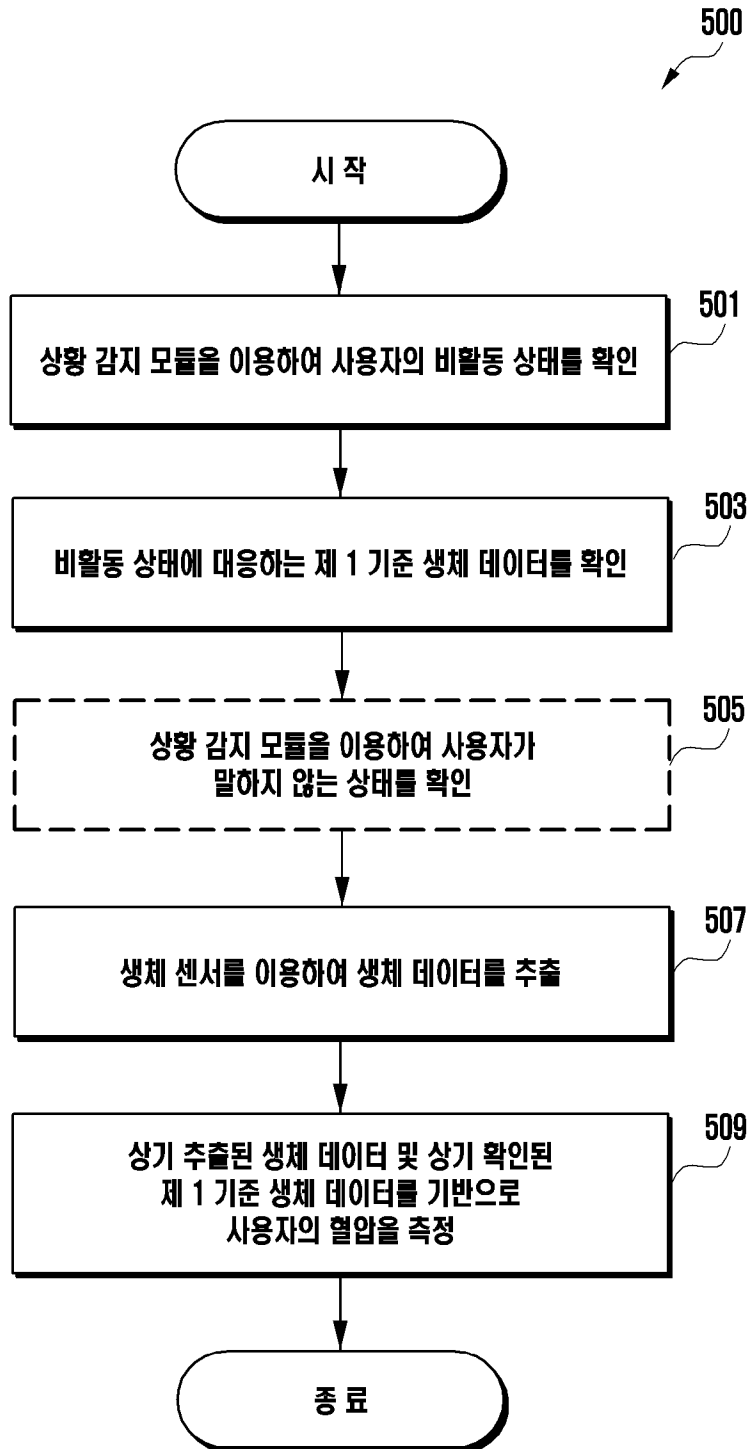 500
시 작
501
상황 감지 모듈을 이용하여 사용자의 비활동 상태를 확인
503
비활동 상태에 대응하는 제 1 기준 생체 데이터를 확인
505
상황 감지 모듈을 이용하여 사용자가
말하지 않는 상태를 확인
507
생체 센서를 이용하여 생체 데이터를 추출
509
상기 추출된 생체 데이터 및 상기 확인된
제 1 기준 생체 데이터를 기반으로
사용자의 혈압을 측정
종 료